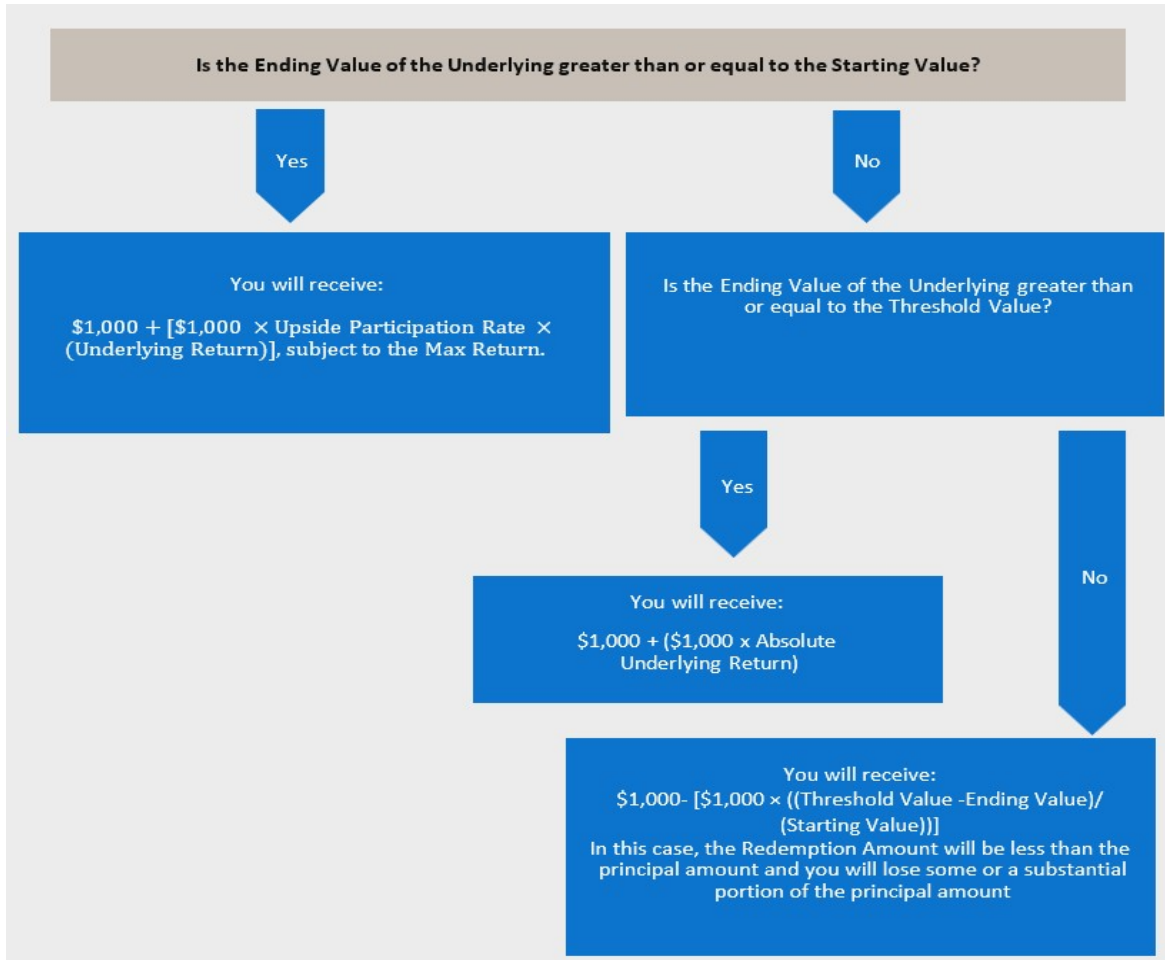 Is the Ending Value of the Underlying greater than or equal to the Starting Value?
Yes
No
You will receive:
$1,000 + [$1,000 × Upside Participation Rate ×
(Underlying Return)], subject to the Max Return.
Is the Ending Value of the Underlying greater than
or equal to the Threshold Value?
Yes
No
You will receive:
$1,000 + ($1,000 x Absolute
Underlying Return)
You will receive:
$1,000- [$1,000 × ((Threshold Value -Ending Value)/
(Starting Value))]
In this case, the Redemption Amount will be less than the
principal amount and you will lose some or a substantial
portion of the principal amount